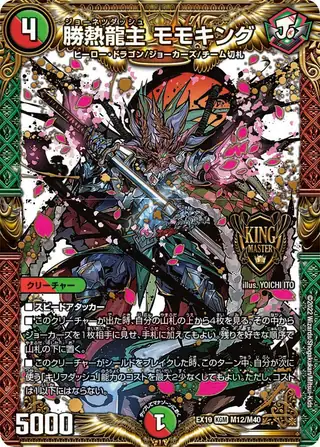 4
ジョーネツダッシュ
勝熱龍主 モモキング
ヒーロー・ドラゴン/ジョーカーズ/チーム切札
KING
MASTER
illus. YOICHI ITO
クリーチャー
■スピードアタッカー
■このクリーチャーが出た時、自分の山札の上から4枚を見る。その中から
ジョーカーズを1枚相手に見せ、手札に加えてもよい。残りを好きな順序で
山札の下に置く。
■このクリーチャーがシールドをブレイクした時、このターン中、自分が次に
使う「キリフダッシュ」能力のコストを最大2少なくしてもよい。ただし、コスト
は1以下にはならない。
5000
1
EX19 KGM M12/M40